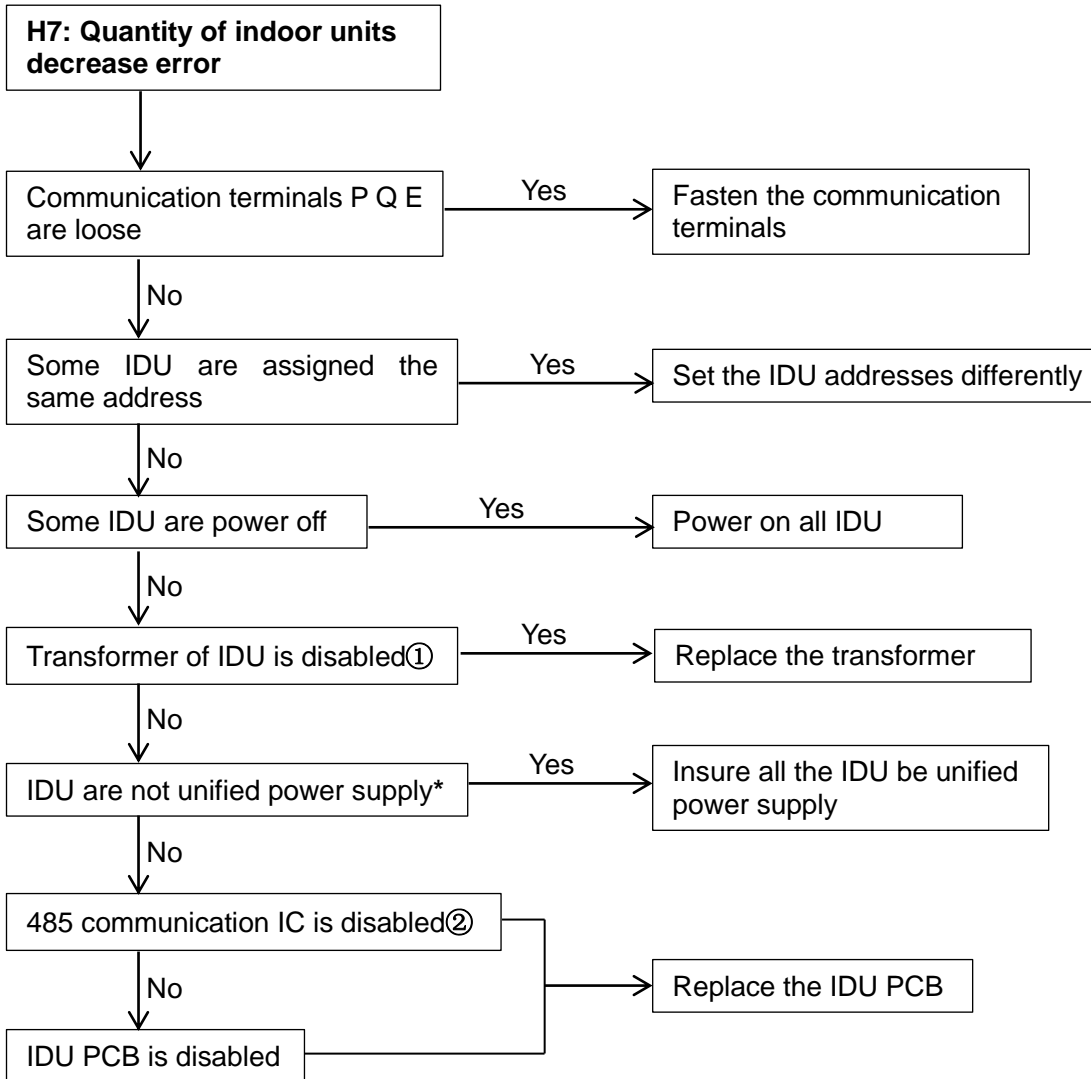 H7: Quantity of indoor units
decrease error
Communication terminals P Q E
are loose
Yes
Fasten the communication
terminals
No
Some IDU are assigned the
same address
Yes
Set the IDU addresses differently
No
Some IDU are power off
Yes
Power on all IDU
No
Transformer of IDU is disabled①
Yes
Replace the transformer
No
IDU are not unified power supply*
Yes
Insure all the IDU be unified
power supply
No
485 communication IC is disabled②
No
Replace the IDU PCB
IDU PCB is disabled